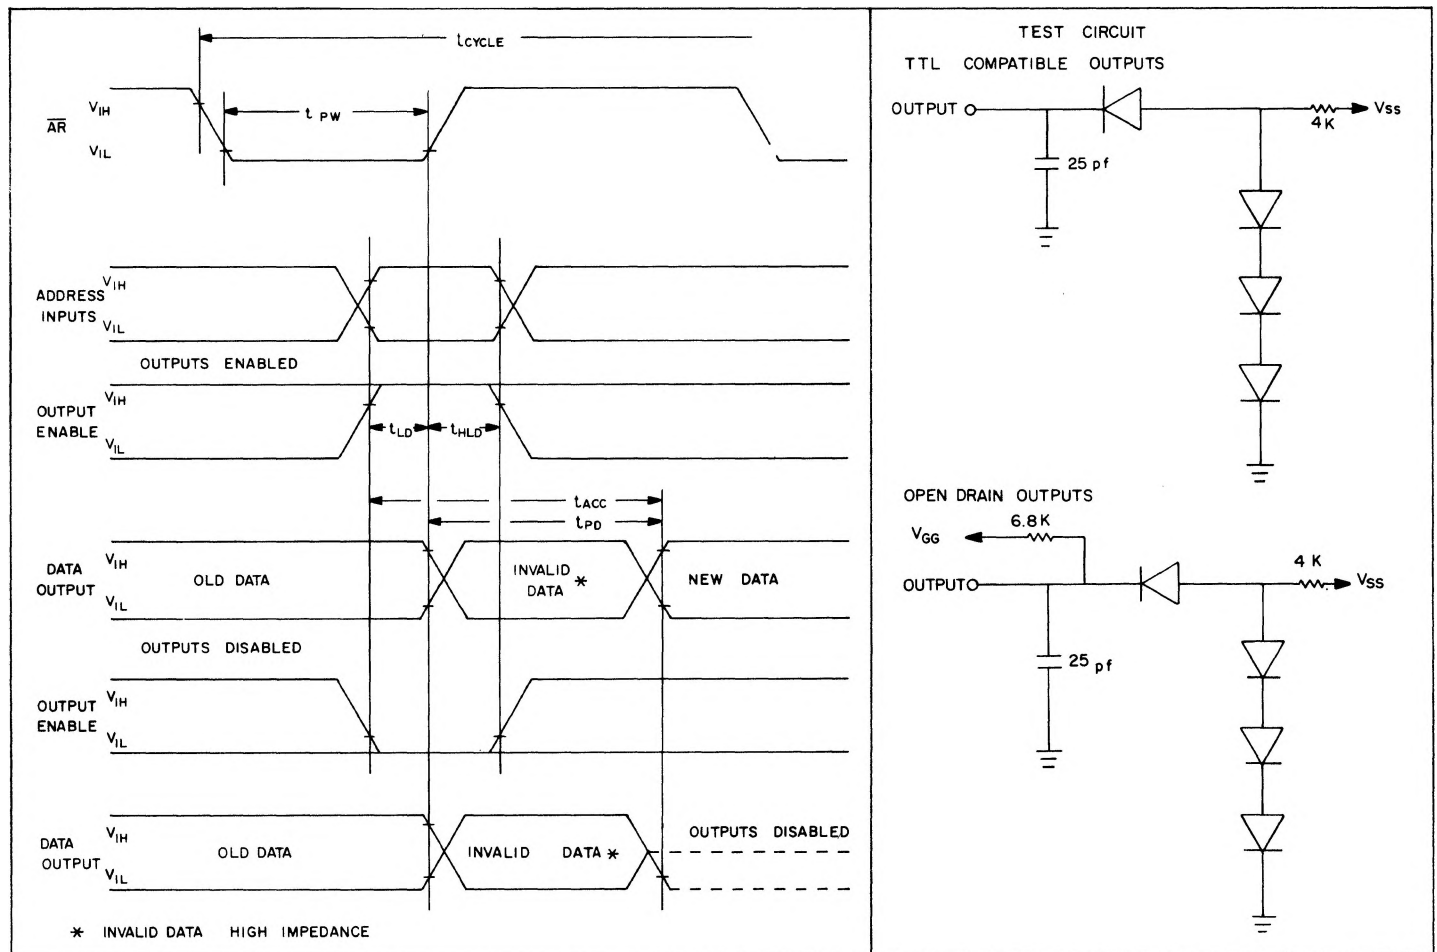 tCYCLE
VIH
t PW
AR
VIL
VIH
ADDRESS
INPUTS
VIL
OUTPUTS ENABLED
VIH
OUTPUT
ENABLE
tLD
tHLD
VIL
tACC
tPD
VIH
DATA
OUTPUT
OLD DATA
INVALID
DATA *
NEW DATA
VIL
OUTPUTS DISABLED
VIH
OUTPUT
ENABLE
VIL
OUTPUTS DISABLED
VIH
DATA
OUTPUT
OLD DATA
INVALID DATA *
VIL
* INVALID DATA HIGH IMPEDANCE
TEST CIRCUIT
TTL COMPATIBLE OUTPUTS
OUTPUT
4K
VSS
25 pf
OPEN DRAIN OUTPUTS
6.8K
VGG
OUTPUT
4 K
VSS
25 pf